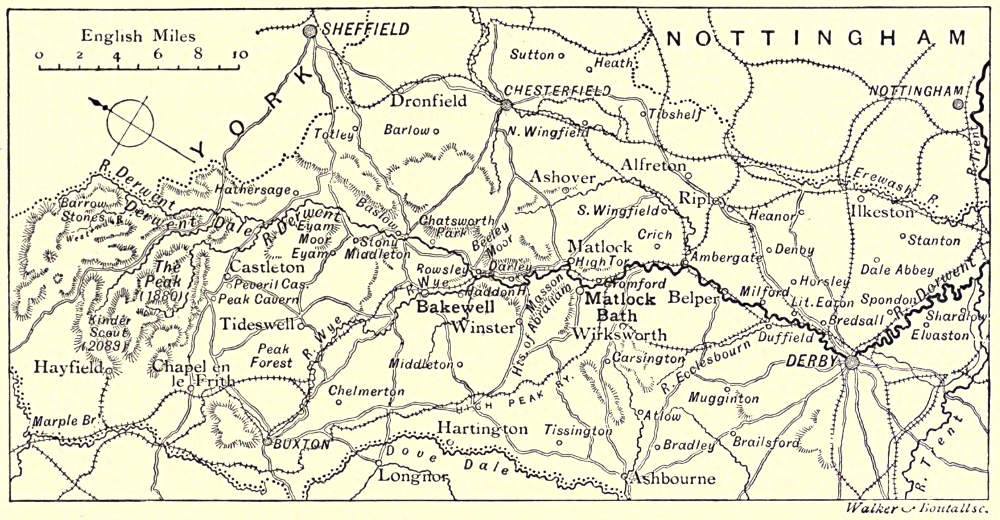 English Miles
0 2 4 6 8 10
SHEFFIELD
NOTTINGHAM
Sutton
Heath
YORK
Dronfield
CHESTERFIELD
NOTTINGHAM
Tibshelf
Totley
Barlow
N. Wingfield
R. Trent
Alfreton
R. Derwent
Ashover
Erewash R.
Hathersage
Barrow Stones
Derwent Dale
R. Derwent
Baslow
Chatsworth Park
S. Wingfield
Ripley
Heanor
Ilkeston
Eyam Moor
Stony Middleton
Eyam
Beeley Moor
Crich
Matlock
High Tor
Denby
Stanton
The Peak
(1880)
Castleton
Peveril Cas.
Peak Cavern
Rowsley
Darley
Ambergate
Dale Abbey
R. Wye
Haddon H.
Cromford
Masson
Hts. of Abraham
Horsley
Bakewell
Matlock Bath
Belper
Milford
Lit. Eaton
Spondon
R. Derwent
Kinder Scout
(2088)
Tideswell
R. Wye
Winster
Wirksworth
Bredsall
Shardlow
Elvaston
Duffield
Peak Forest
Hayfield
Chapel en le Frith
Middleton
Carsington
R. Ecclesbourn
DERBY
Chelmerton
HIGH PEAK RY.
Mugginton
Marple Br.
Atlow
BUXTON
Hartington
Tissington
Bradley
Brailsford
R. Trent
Dove Dale
Longnor
Ashbourne
Walker & Boutall sc.